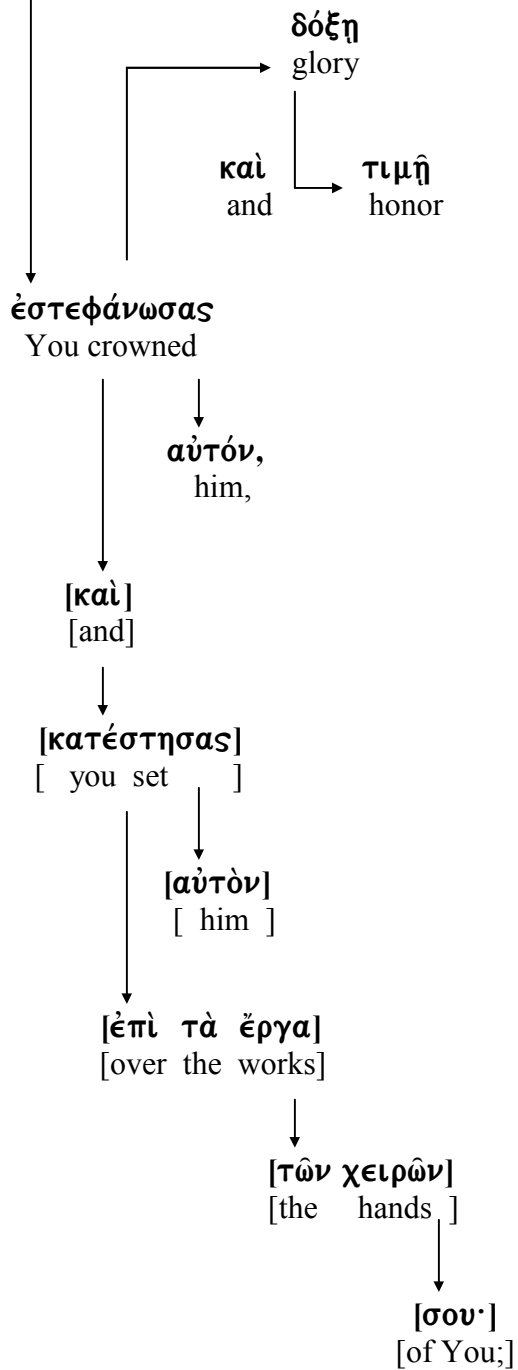 δόξῃ
glory
καὶ τιμῇ
and honor
ἐστεφάνωσας
You crowned
αὐτόν,
him,
[καὶ]
[and]
[κατέστησας]
[ you set ]
[αὐτὸν]
[ him ]
[ἐπὶ τὰ ἔργα]
[over the works]
[τῶν χειρῶν]
[the hands ]
[σου·]
[of You;]